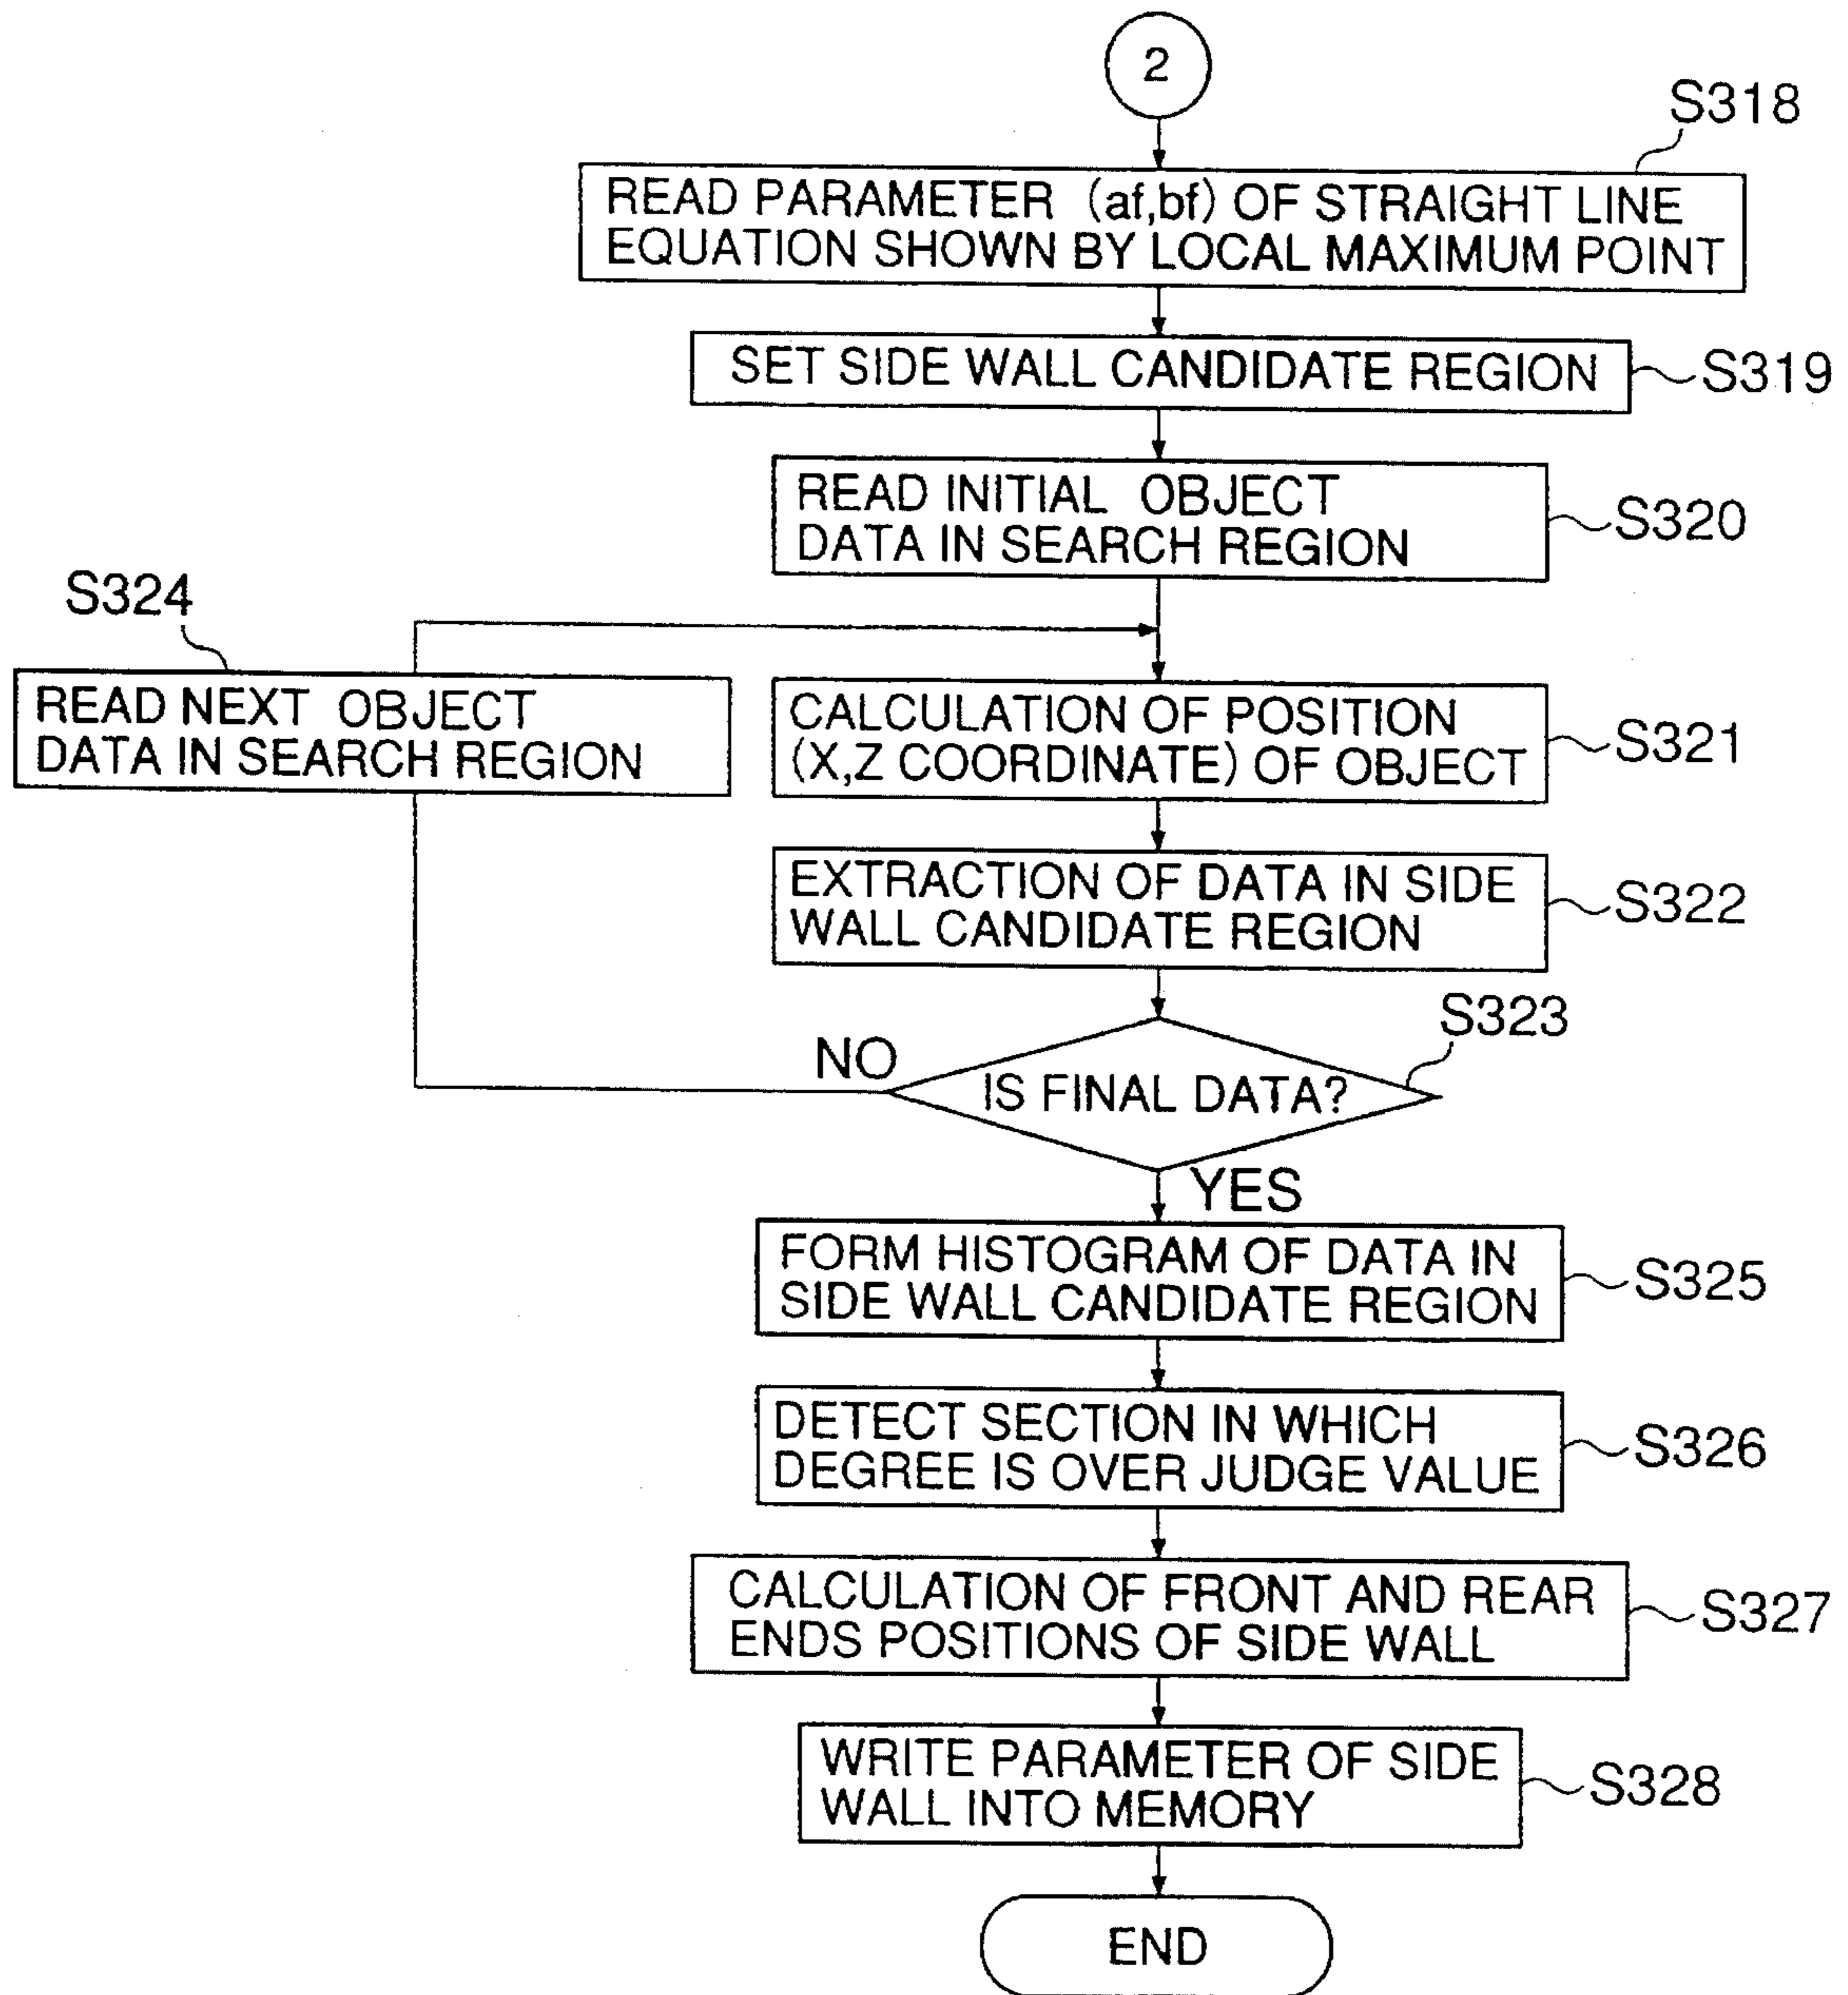 2
S318
READ PARAMETER (af,bf) OF STRAIGHT LINE
EQUATION SHOWN BY LOCAL MAXIMUM POINT
SET SIDE WALL CANDIDATE REGION
S319
READ INITIAL OBJECT
DATA IN SEARCH REGION
S320
S324
READ NEXT OBJECT
DATA IN SEARCH REGION
CALCULATION OF POSITION
(X,Z COORDINATE) OF OBJECT
S321
EXTRACTION OF DATA IN SIDE
WALL CANDIDATE REGION
S322
S323
NO
IS FINAL DATA?
YES
FORM HISTOGRAM OF DATA IN
SIDE WALL CANDIDATE REGION
S325
DETECT SECTION IN WHICH
DEGREE IS OVER JUDGE VALUE
S326
CALCULATION OF FRONT AND REAR
ENDS POSITIONS OF SIDE WALL
S327
WRITE PARAMETER OF SIDE
WALL INTO MEMORY
S328
END